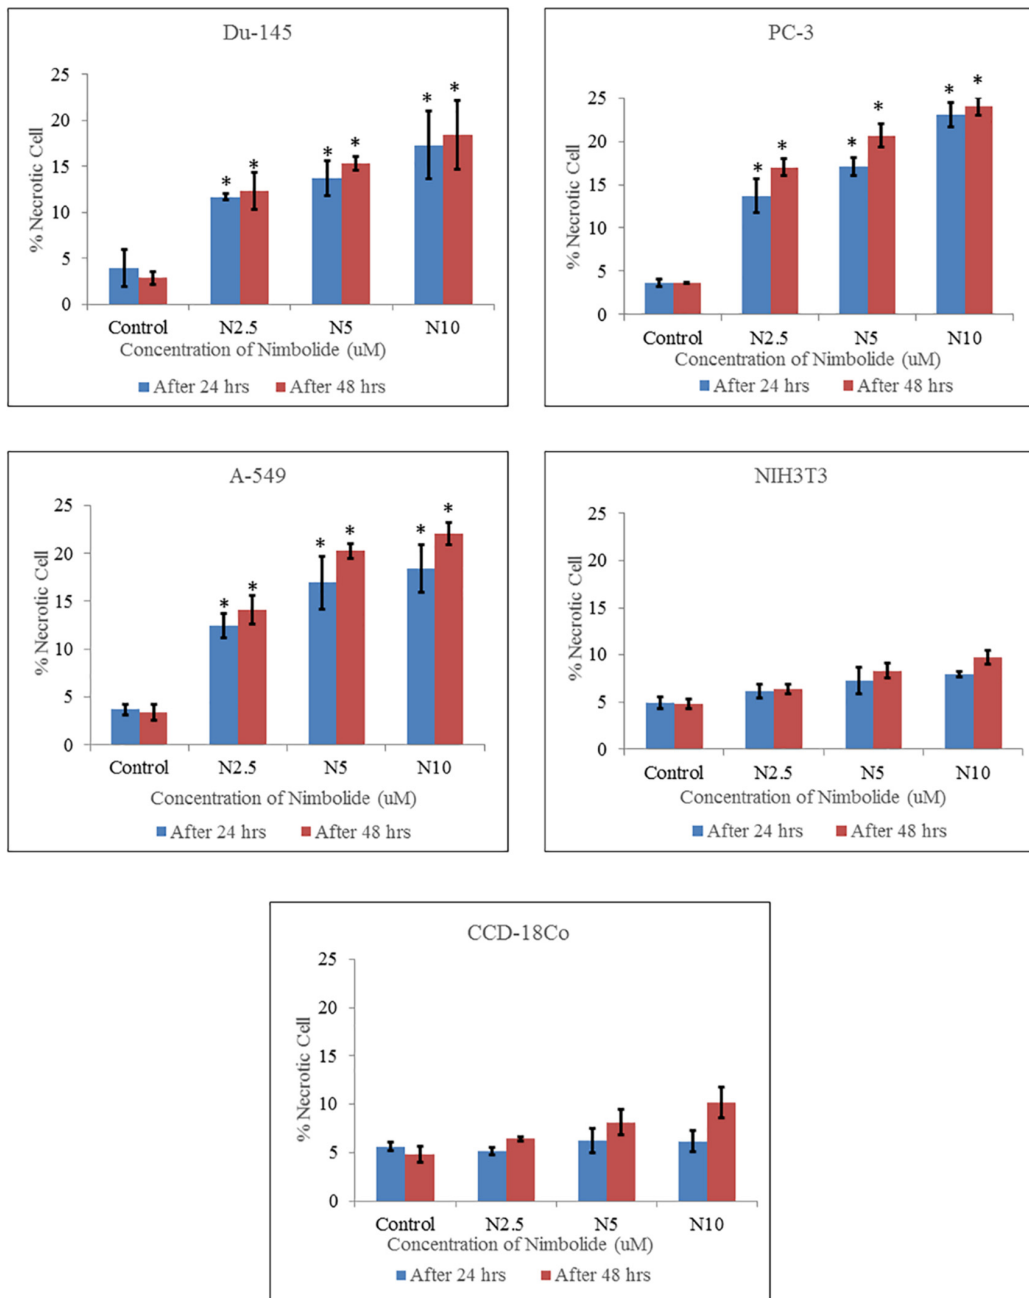 Du-145
% Necrotic Cell
25
20
15
10
5
0
* * * * * *
Control N2.5 N5 N10
Concentration of Nimbolide (uM)
After 24 hrs After 48 hrs
PC-3
% Necrotic Cell
25
20
15
10
5
0
* * * * * *
Control N2.5 N5 N10
Concentration of Nimbolide (uM)
After 24 hrs After 48 hrs
A-549
% Necrotic Cell
25
20
15
10
5
0
* * * * * *
Control N2.5 N5 N10
Concentration of Nimbolide (uM)
After 24 hrs After 48 hrs
NIH3T3
% Necrotic Cell
25
20
15
10
5
0
Control N2.5 N5 N10
Concentration of Nimbolide (uM)
After 24 hrs After 48 hrs
CCD-18Co
% Necrotic Cell
25
20
15
10
5
0
Control N2.5 N5 N10
Concentration of Nimbolide (uM)
After 24 hrs After 48 hrs